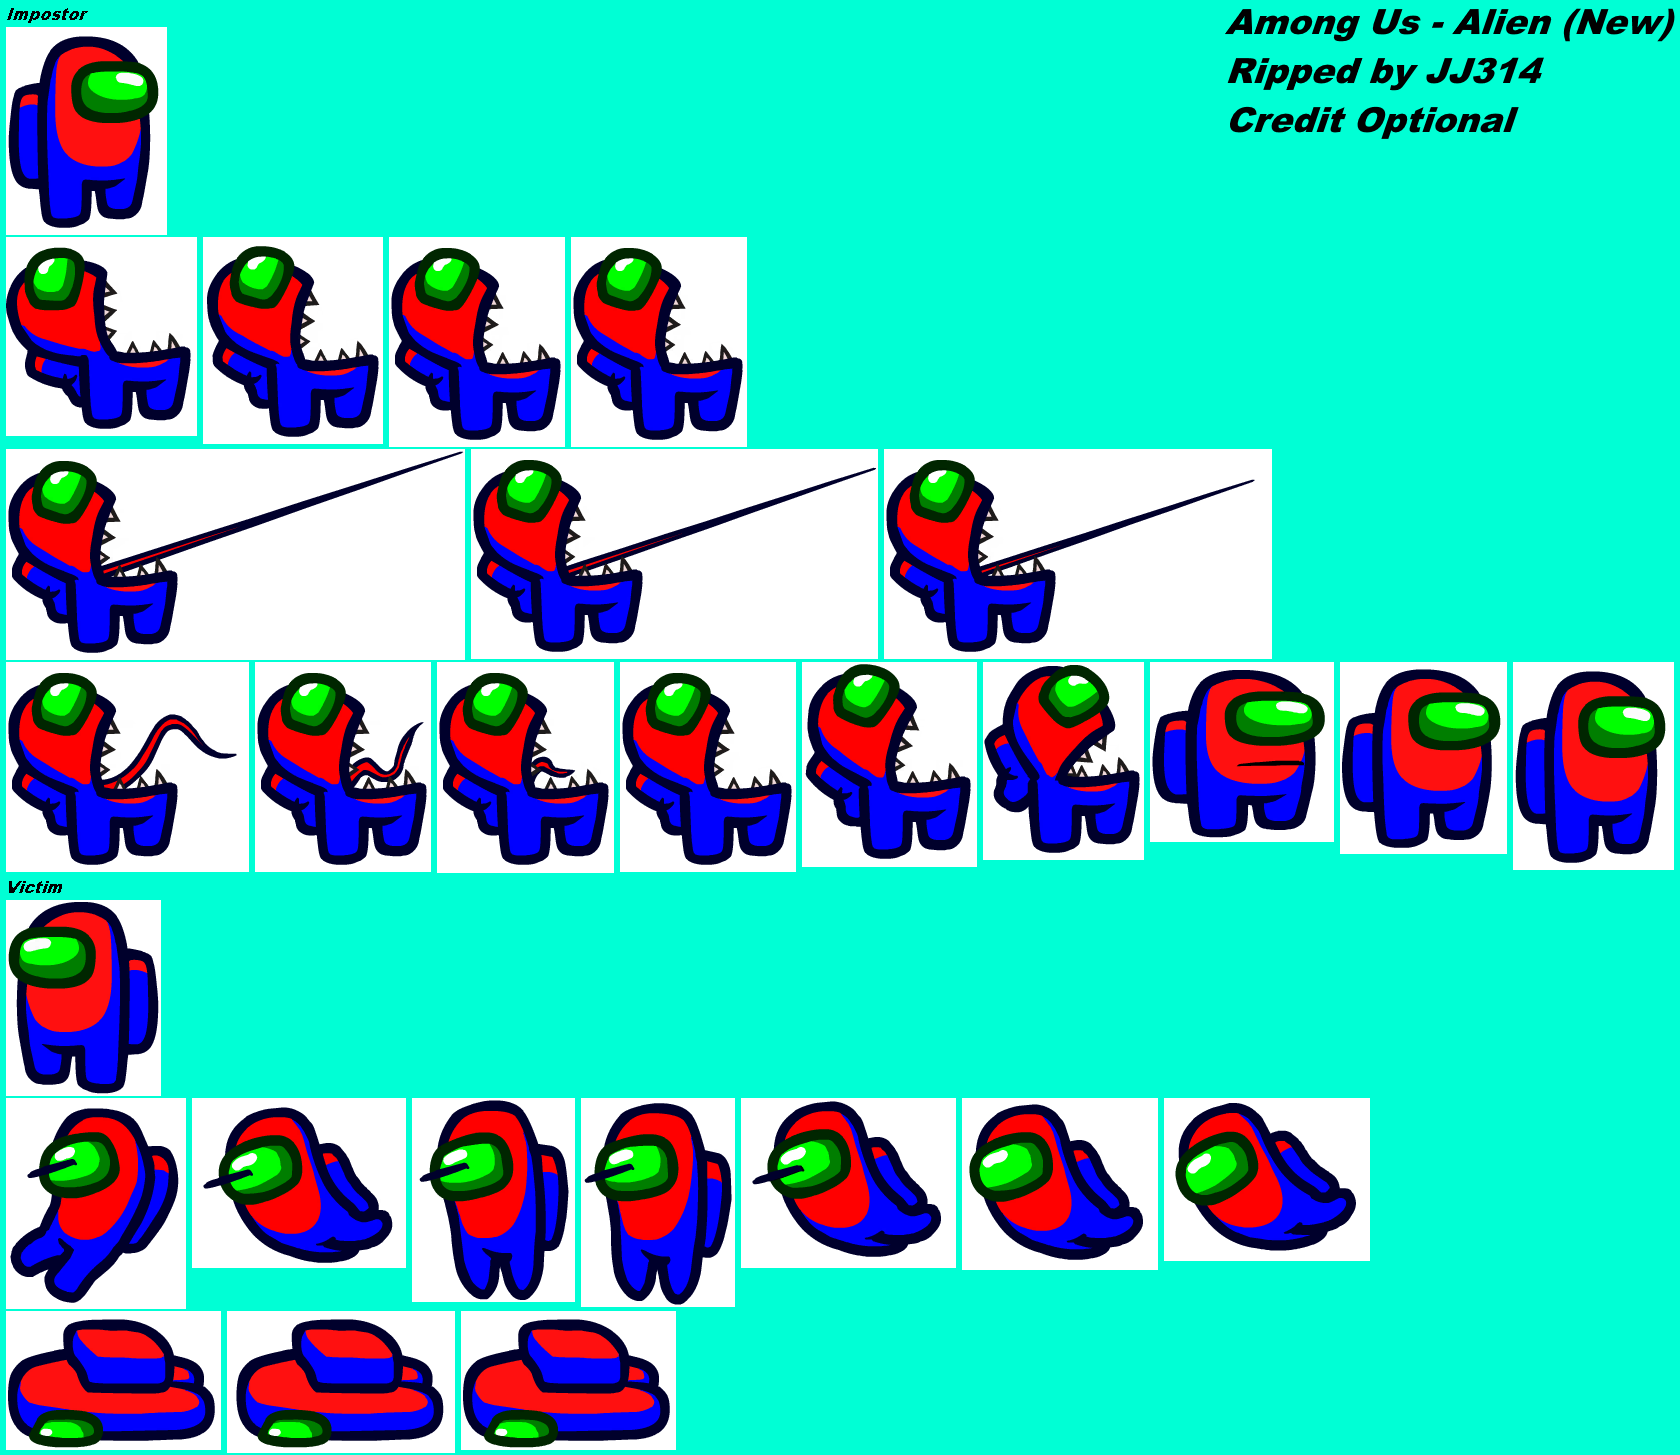 Impostor
Among Us - Alien (New)
Ripped by JJ314
Credit Optional
Victim